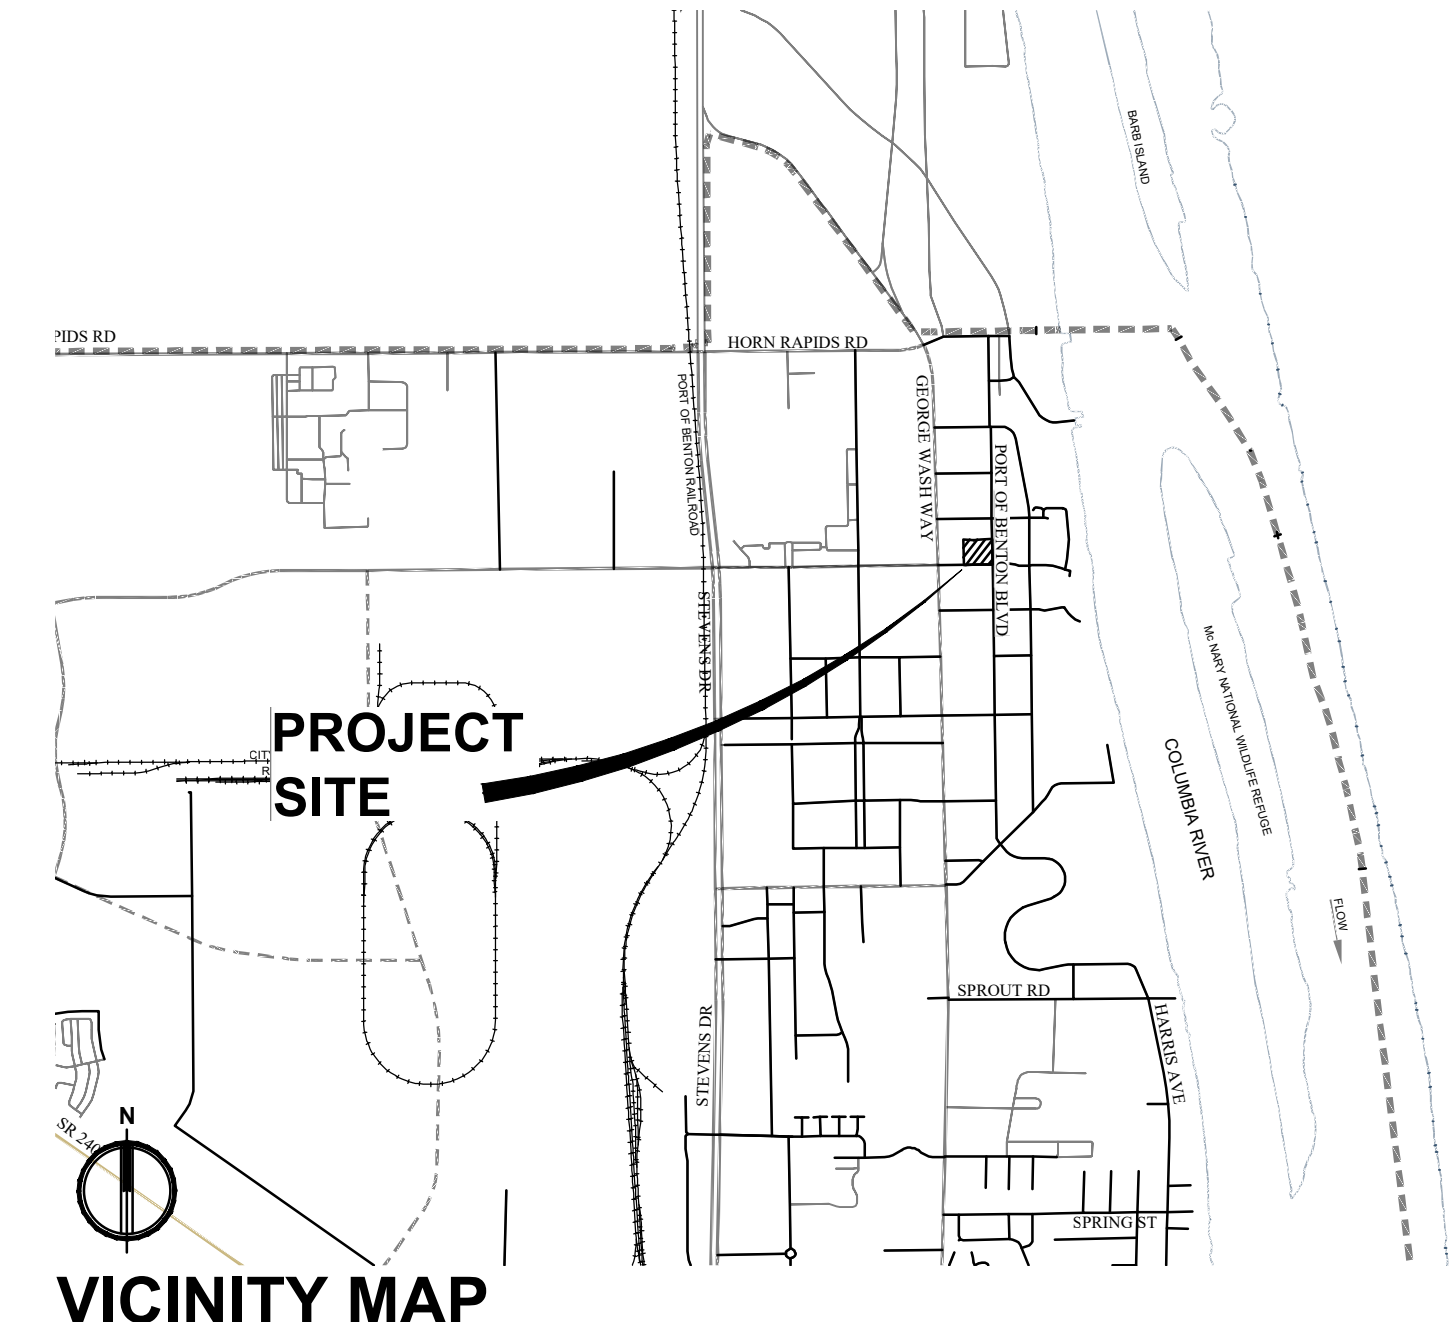 BARB ISLAND
PIDS RD
HORN RAPIDS RD
PORT OF BENTON RAILROAD
GEORGE WASH WAY
PORT OF BENTON BLVD
STEVENS DR
Mc NARY NATIONAL WILDLIFE REFUGE
PROJECT
SITE
CIT
R
COLUMBIA RIVER
FLOW
SPROUT RD
STEVENS DR
HARRIS AVE
N
SR 240
SPRING ST
VICINITY MAP